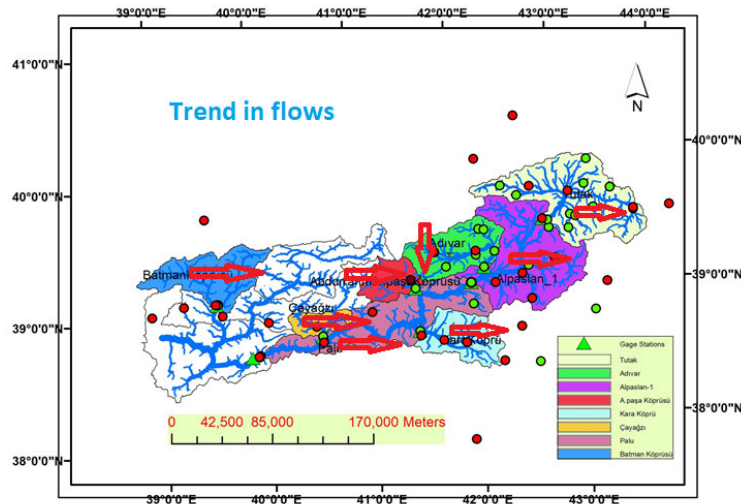 39°0'0"E 40°0'0"E 41°0'0"E 42°0'0"E 43°0'0"E 44°0'0"E
41°0'0"N
N
Trend in flows
40°0'0"N
40°0'0"N
Tutak
Adıvar
39°0'0"N
Alpaslan_1
Köprüsü
39°0'0"N
Çayağzı
Palu
Köprü
Gage Stations
Tutak
Adıvar
Alpaslan-1
A.paşa Köprüsü
Kara Köprü
Çayağzı
Palu
Batman Köprüsü
0 42,500 85,000 170,000 Meters
38°0'0"N
38°0'0"N
39°0'0"E 40°0'0"E 41°0'0"E 42°0'0"E 43°0'0"E